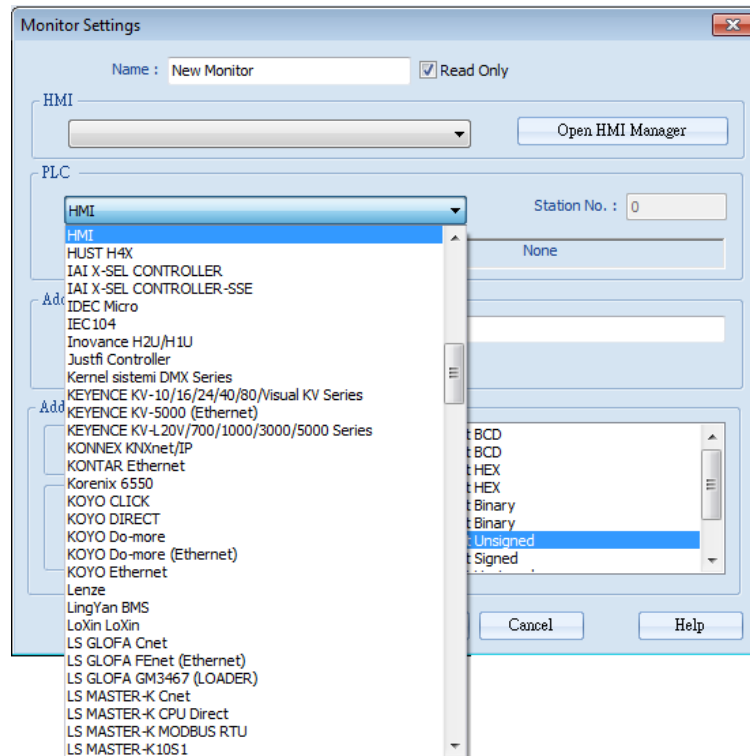 Monitor Settings
Name : New Monitor Read Only
HMI
Open HMI Manager
PLC
HMI Station No. : 0
None
HMI
HUST H4X
IAI X-SEL CONTROLLER
IAI X-SEL CONTROLLER-SSE
IDEC Micro
IEC104
Inovance H2U/H1U
Justfi Controller
Kernel sistemi DMX Series
KEYENCE KV-10/16/24/40/80/Visual KV Series
KEYENCE KV-5000 (Ethernet)
KEYENCE KV-L20V/700/1000/3000/5000 Series
KONNEX KNXnet/IP
KONTAR Ethernet
Korenix 6550
KOYO CLICK
KOYO DIRECT
KOYO Do-more
KOYO Do-more (Ethernet)
KOYO Ethernet
Lenze
LingYan BMS
LoXin LoXin
LS GLOFA Cnet
LS GLOFA FEnet (Ethernet)
LS GLOFA GM3467 (LOADER)
LS MASTER-K Cnet
LS MASTER-K CPU Direct
LS MASTER-K MODBUS RTU
LS MASTER-K10S1
Add
Add
t BCD
t BCD
t HEX
t HEX
t Binary
t Binary
t Unsigned
t Signed
Cancel
Help